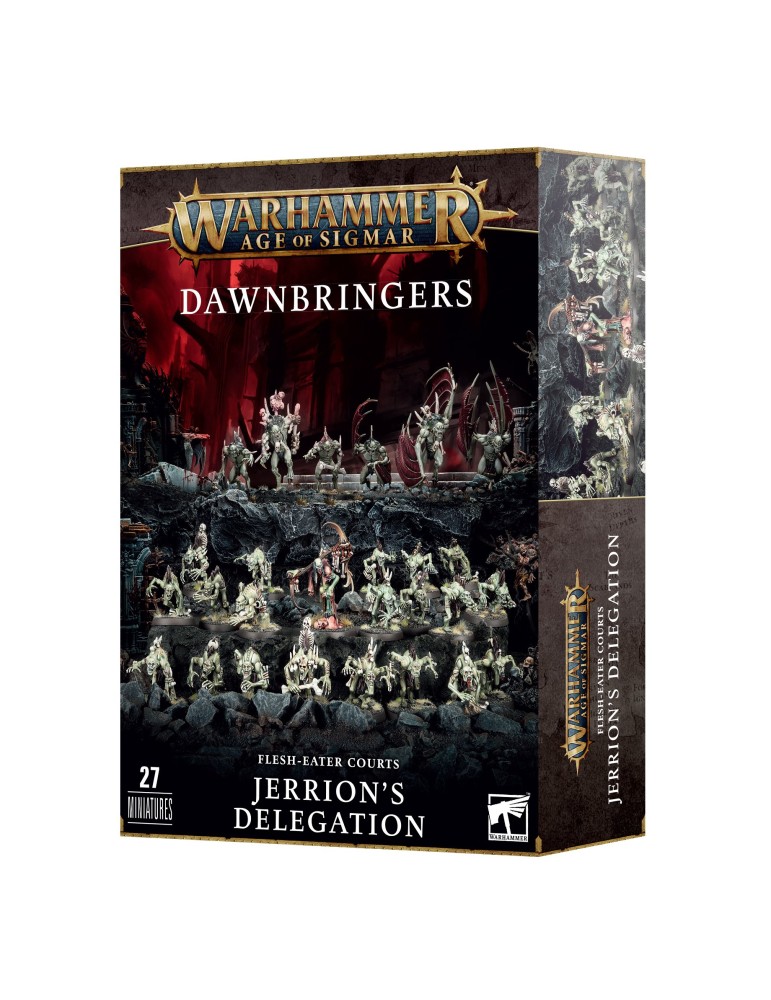 WARHAMMER
AGE OF SIGMAR
DAWNBRINGERS
27
MINIATURES
FLESH-EATER COURTS
JERRION'S
DELEGATION
WARHAMMER
WARHAMMER
AGE OF SIGMAR
FLESH-EATER COURTS
JERRION'S DELEGATION